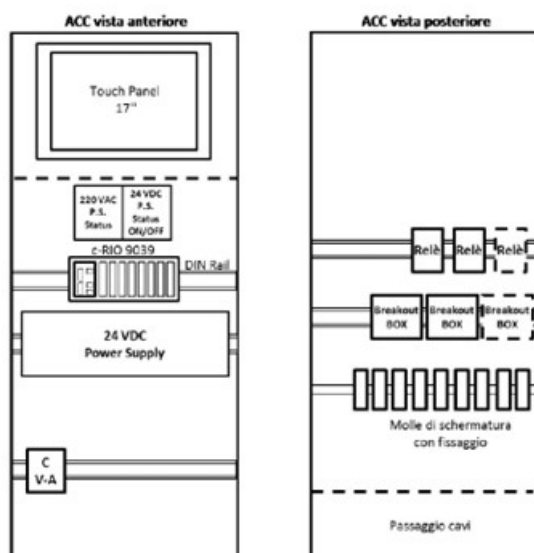 ACC vista anteriore
Touch Panel
17"
220 VAC
P.S.
Status
24 VDC
P.S.
Status
ON/OFF
c-RIO 9039
DIN Rail
24 VDC
Power Supply
C
V-A
ACC vista posteriore
Relè
Relè
Relè
Breakout
BOX
Breakout
BOX
Breakout
BOX
Molle di schermatura
con fissaggio
Passaggio cavi